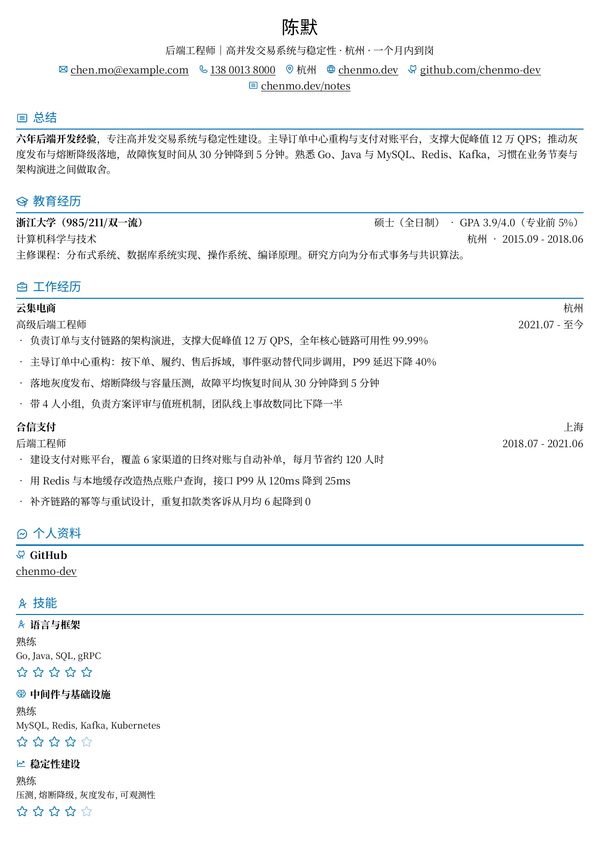 陈默
后端工程师｜高并发交易系统与稳定性 · 杭州 · 一个月内到岗
chen.mo@example.com 138 0013 8000 杭州 chenmo.dev github.com/chenmo-dev
chenmo.dev/notes
总结
六年后端开发经验，专注高并发交易系统与稳定性建设。主导订单中心重构与支付对账平台，支撑大促峰值 12 万 QPS；推动灰
度发布与熔断降级落地，故障恢复时间从 30 分钟降到 5 分钟。熟悉 Go、Java 与 MySQL、Redis、Kafka，习惯在业务节奏与
架构演进之间做取舍。
教育经历
浙江大学（985/211/双一流） 硕士（全日制） · GPA 3.9/4.0（专业前 5%）
计算机科学与技术 杭州 · 2015.09 - 2018.06
主修课程：分布式系统、数据库系统实现、操作系统、编译原理。研究方向为分布式事务与共识算法。
工作经历
云集电商 杭州
高级后端工程师 2021.07 - 至今
· 负责订单与支付链路的架构演进，支撑大促峰值 12 万 QPS，全年核心链路可用性 99.99%
· 主导订单中心重构：按下单、履约、售后拆域，事件驱动替代同步调用，P99 延迟下降 40%
· 落地灰度发布、熔断降级与容量压测，故障平均恢复时间从 30 分钟降到 5 分钟
· 带 4 人小组，负责方案评审与值班机制，团队线上事故数同比下降一半
合信支付 上海
后端工程师 2018.07 - 2021.06
· 建设支付对账平台，覆盖 6 家渠道的日终对账与自动补单，每月节省约 120 人时
· 用 Redis 与本地缓存改造热点账户查询，接口 P99 从 120ms 降到 25ms
· 补齐链路的幂等与重试设计，重复扣款类客诉从月均 6 起降到 0
个人资料
GitHub
chenmo-dev
技能
语言与框架
熟练
Go, Java, SQL, gRPC
中间件与基础设施
熟练
MySQL, Redis, Kafka, Kubernetes
稳定性建设
熟练
压测, 熔断降级, 灰度发布, 可观测性